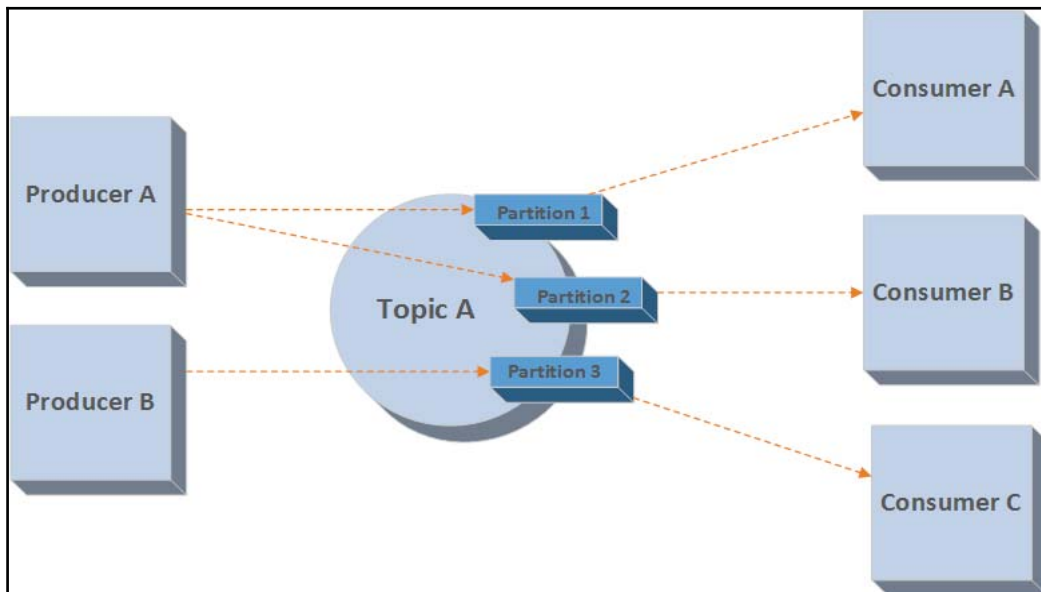 Consumer A
Producer A
Partition 1
Partition 2
Topic A
Consumer B
Partition 3
Producer B
Consumer C